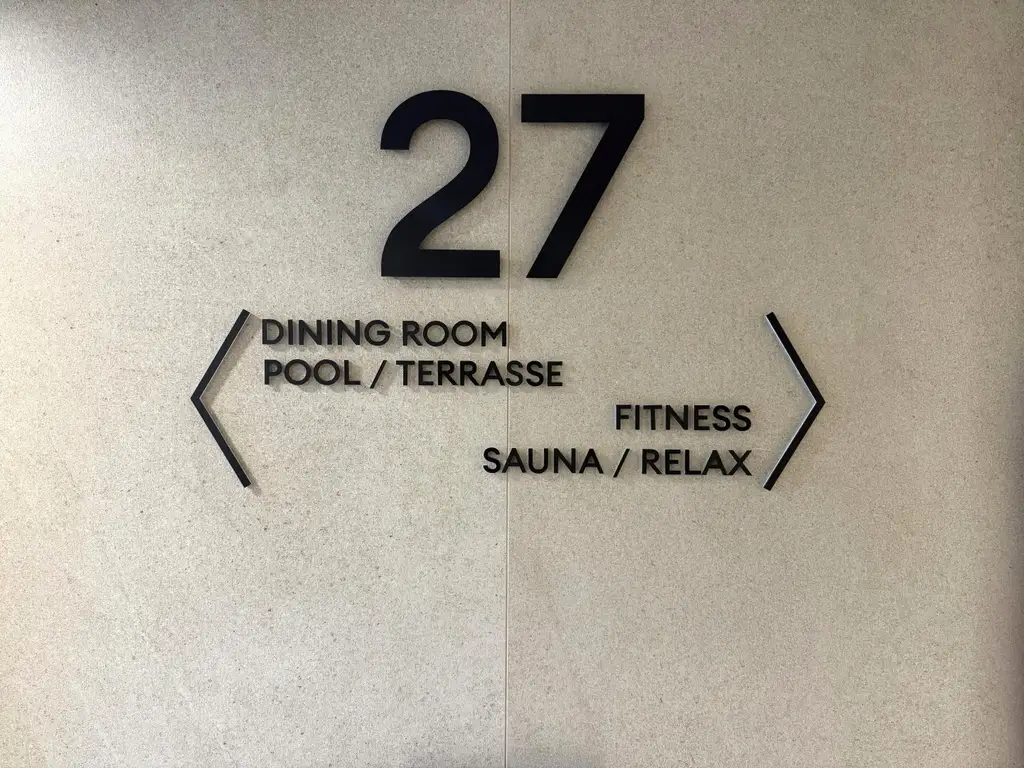 27
DINING ROOM
POOL / TERRASSE
FITNESS
SAUNA / RELAX